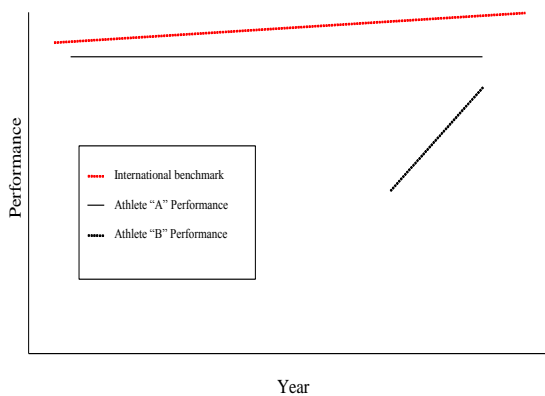 Performance
International benchmark
Athlete “A” Performance
Athlete “B” Performance
Year